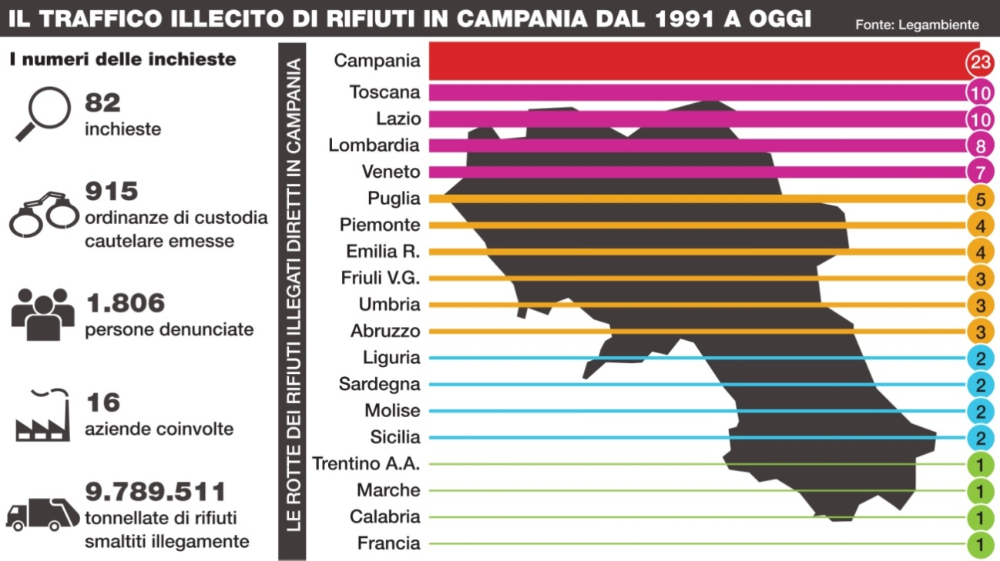 IL TRAFFICO ILLECITO DI RIFIUTI IN CAMPANIA DAL 1991 A OGGI
Fonte: Legambiente
I numeri delle inchieste
82
inchieste
915
ordinanze di custodia
cautelare emesse
1.806
persone denunciate
16
aziende coinvolte
9.789.511
tonnellate di rifiuti
smaltiti illegamente
LE ROTTE DEI RIFIUTI ILLEGATI DIRETTI IN CAMPANIA
Campania 23
Toscana 10
Lazio 10
Lombardia 8
Veneto 7
Puglia 5
Piemonte 4
Emilia R. 4
Friuli V.G. 3
Umbria 3
Abruzzo 3
Liguria 2
Sardegna 2
Molise 2
Sicilia 2
Trentino A.A. 1
Marche 1
Calabria 1
Francia 1